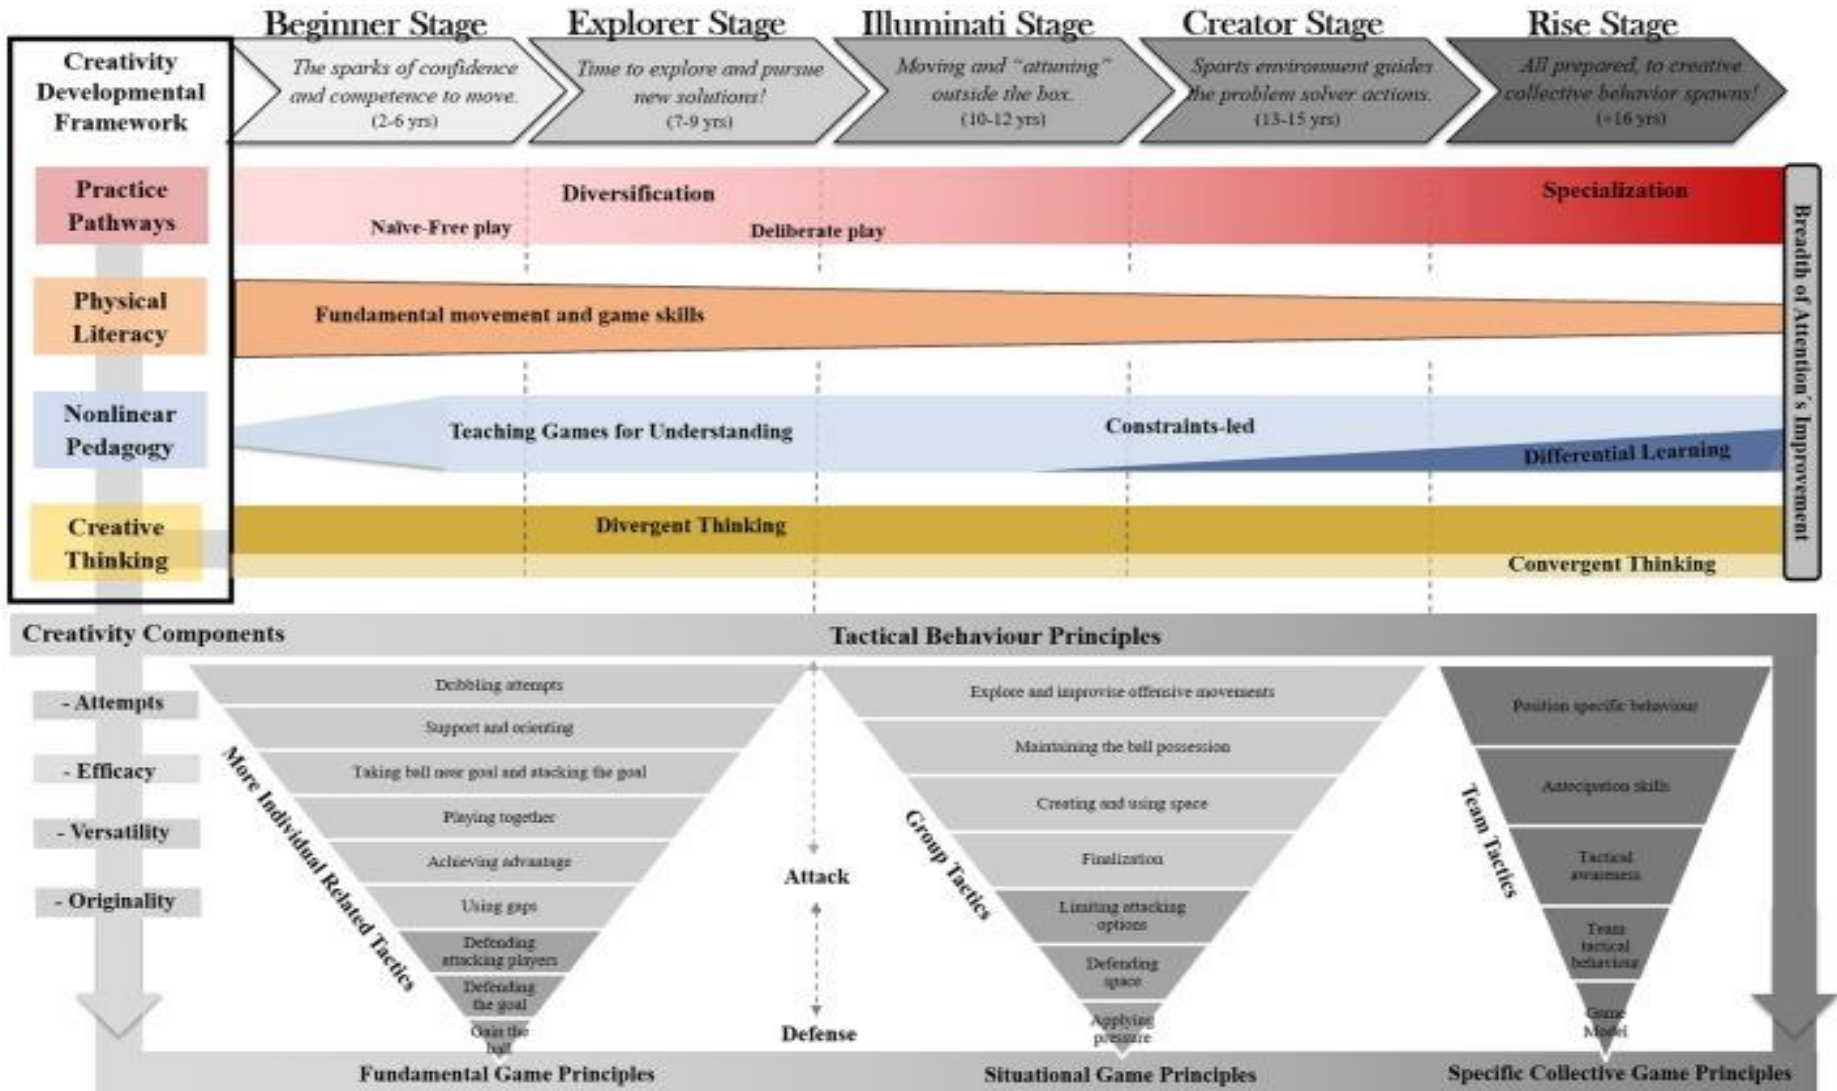 Beginner Stage
Explorer Stage
Illuminati Stage
Creator Stage
Rise Stage
Creativity
Developmental
Framework
The sparks of confidence
and competence to move.
(2-6 yrs)
Time to explore and pursue
new solutions!
(7-9 yrs)
Moving and “attuning”
outside the box.
(10-12 yrs)
Sports environment guides
the problem solver actions.
(13-15 yrs)
All prepared, to creative
collective behavior spawns!
(+16 yrs)
Practice
Pathways
Diversification
Specialization
Naïve-Free play
Deliberate play
Physical
Literacy
Fundamental movement and game skills
Nonlinear
Pedagogy
Teaching Games for Understanding
Constraints-led
Differential Learning
Creative
Thinking
Divergent Thinking
Convergent Thinking
Breadth of Attention´s Improvement
Creativity Components
Tactical Behaviour Principles
- Attempts
- Efficacy
- Versatility
- Originality
More Individual Related Tactics
Dribbling attempts
Support and orienting
Taking ball near goal and atacking the goal
Playing together
Achieving advantage
Using gaps
Defending
attacking players
Defending
the goal
Gain the
ball
Attack
Defense
Group Tactics
Explore and improvise offensive movements
Maintaining the ball possession
Creating and using space
Finalization
Limiting attacking
options
Defending
space
Applying
pressure
Team Tactics
Position specific behaviour
Antecipation skills
Tactical
awareness
Team
tactical
behaviour
Game
Model
Fundamental Game Principles
Situational Game Principles
Specific Collective Game Principles